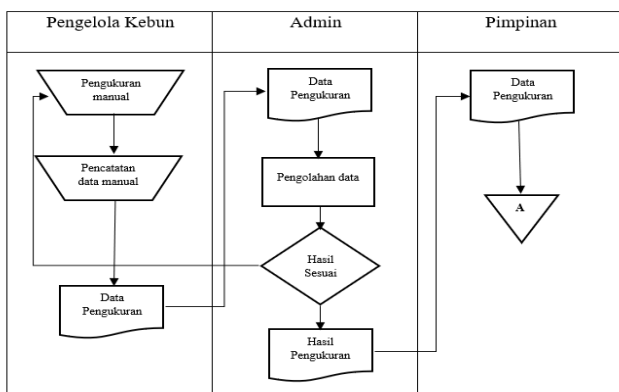 Pengelola Kebun
Admin
Pimpinan
Pengukuran
manual
Pencatatan
data manual
Data
Pengukuran
Data
Pengukuran
Pengolahan data
Hasil
Sesuai
Hasil
Pengukuran
Data
Pengukuran
A